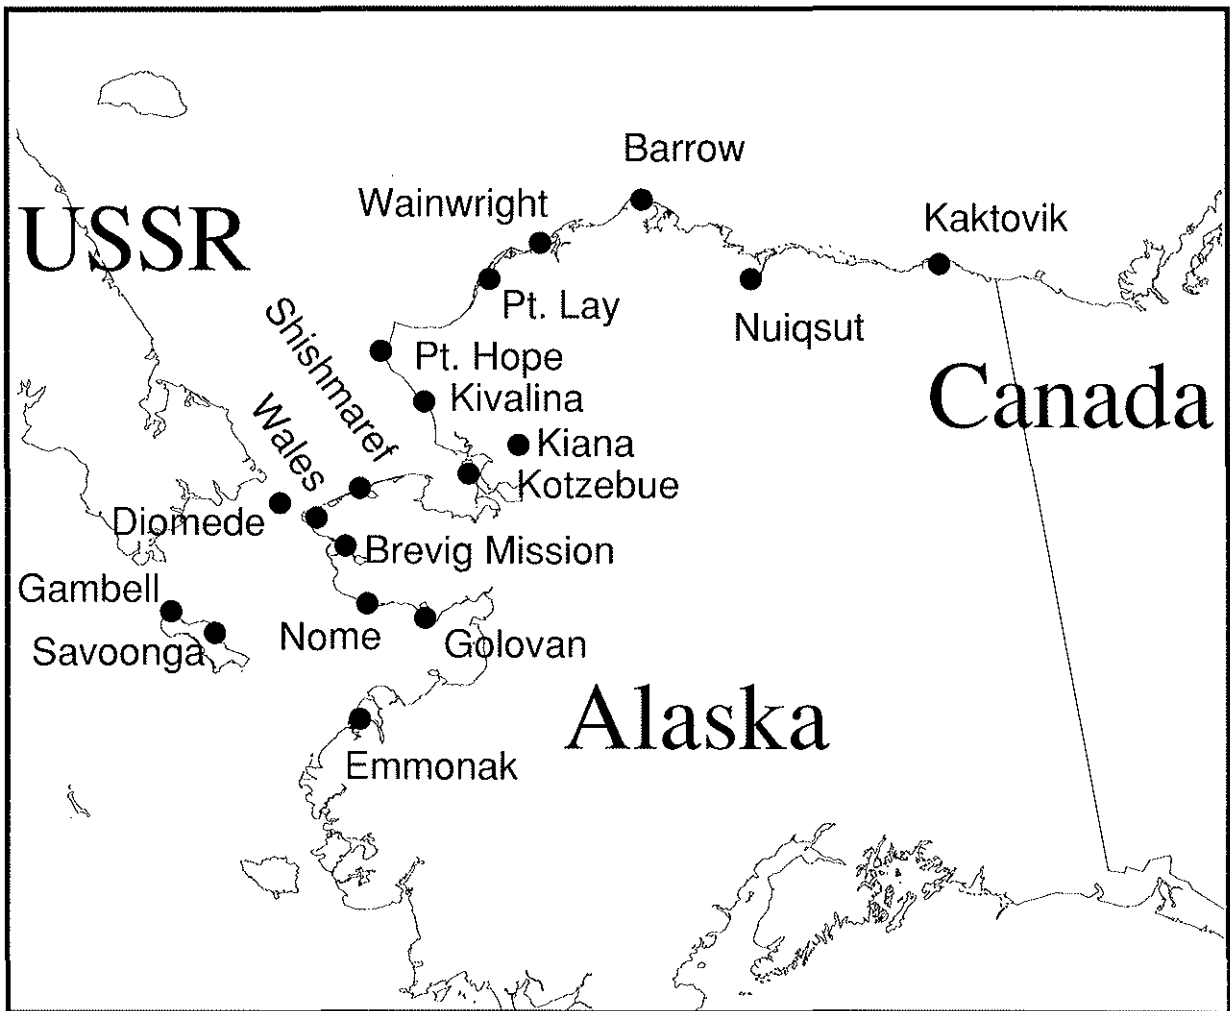 Barrow
Wainwright
Kaktovik
USSR
Pt. Lay
Nuiqsut
Shishmaref
Pt. Hope
Canada
Kivalina
Wales
Kiana
Kotzebue
Diomede
Brevig Mission
Gambell
Nome
Golovan
Savoonga
Alaska
Emmonak